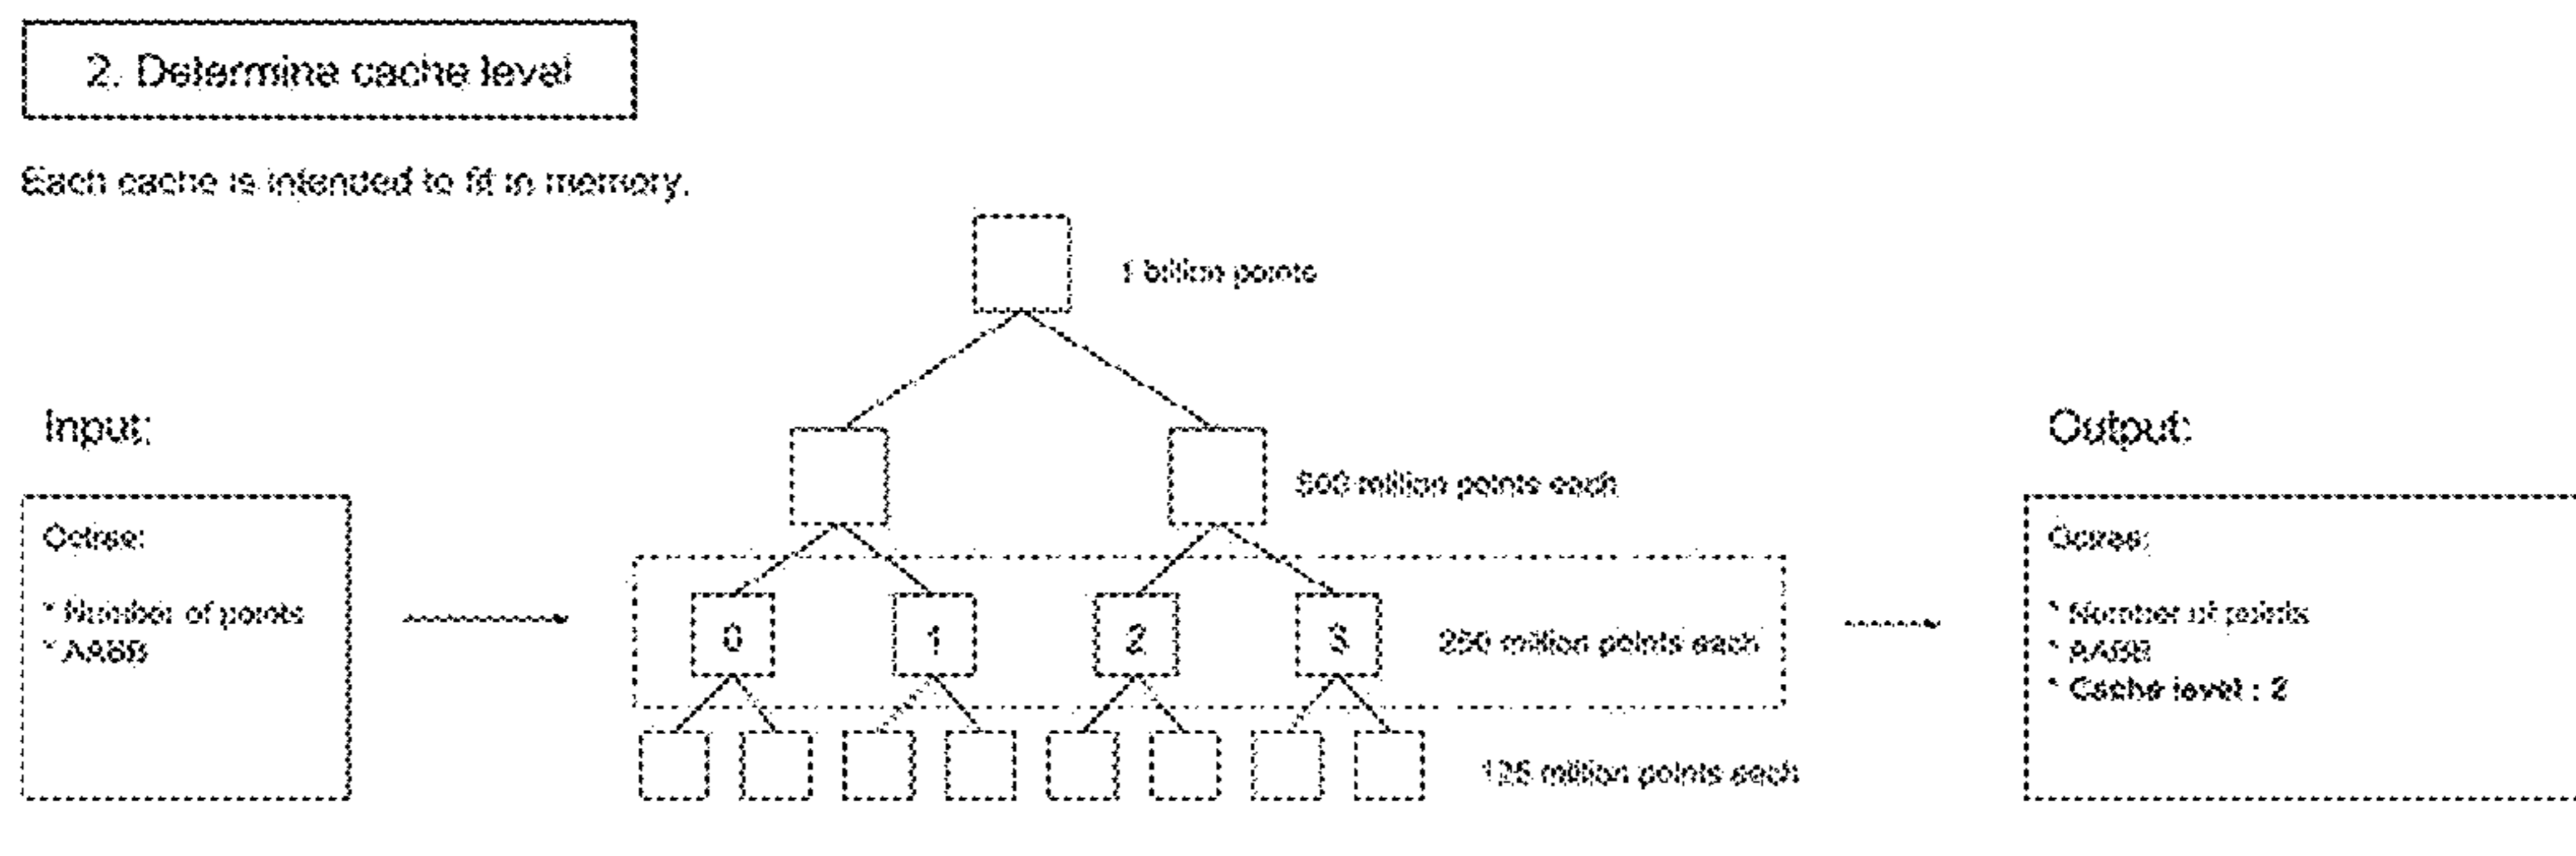 2. Determine cache level
Each cache is intended to fit in memory.
1 billion points
Input:
Output:
500 million points each
Octree:
* Number of points
* AABB
0
1
2
3
250 million points each
125 million points each
Octree:
* Number of points
* AABB
* Cache level : 2